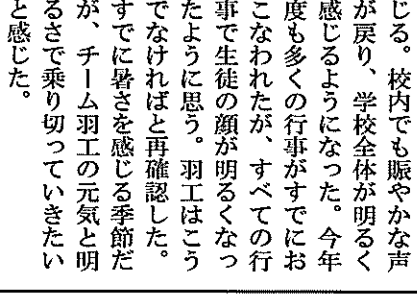 じる。校内でも賑やかな声
が戻り、学校全体が明るく
感じるようになった。今年
度も多くの行事がすでにお
こなわれたが、すべての行
事で生徒の顔が明るくなっ
たように思う。羽工はこう
でなければと再確認した。
すでに暑さを感じる季節だ
が、チーム羽工の元気と明
るさで乗り切っていきたい
と感じた。